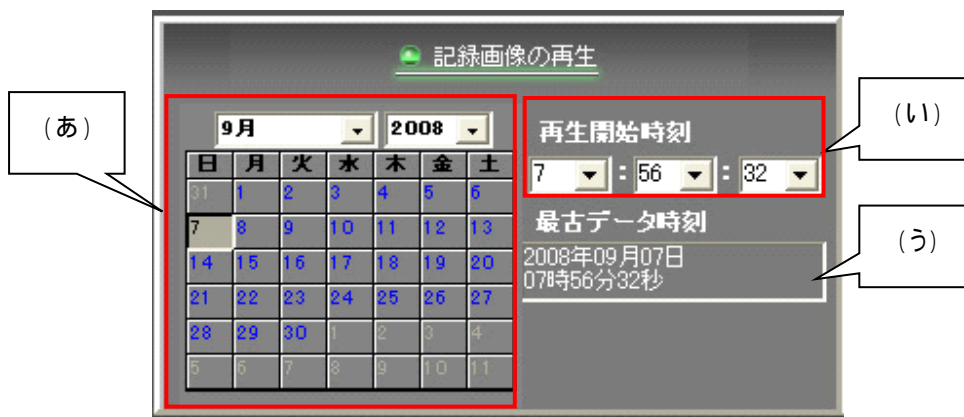 記録画像の再生
(あ)
(い)
(う)
9月 2008
日 月 火 水 木 金 土
31 1 2 3 4 5 6
7 8 9 10 11 12 13
14 15 16 17 18 19 20
21 22 23 24 25 26 27
28 29 30 1 2 3 4
5 6 7 8 9 10 11
再生開始時刻
7 : 56 : 32
最古データ時刻
2008年09月07日
07時56分32秒